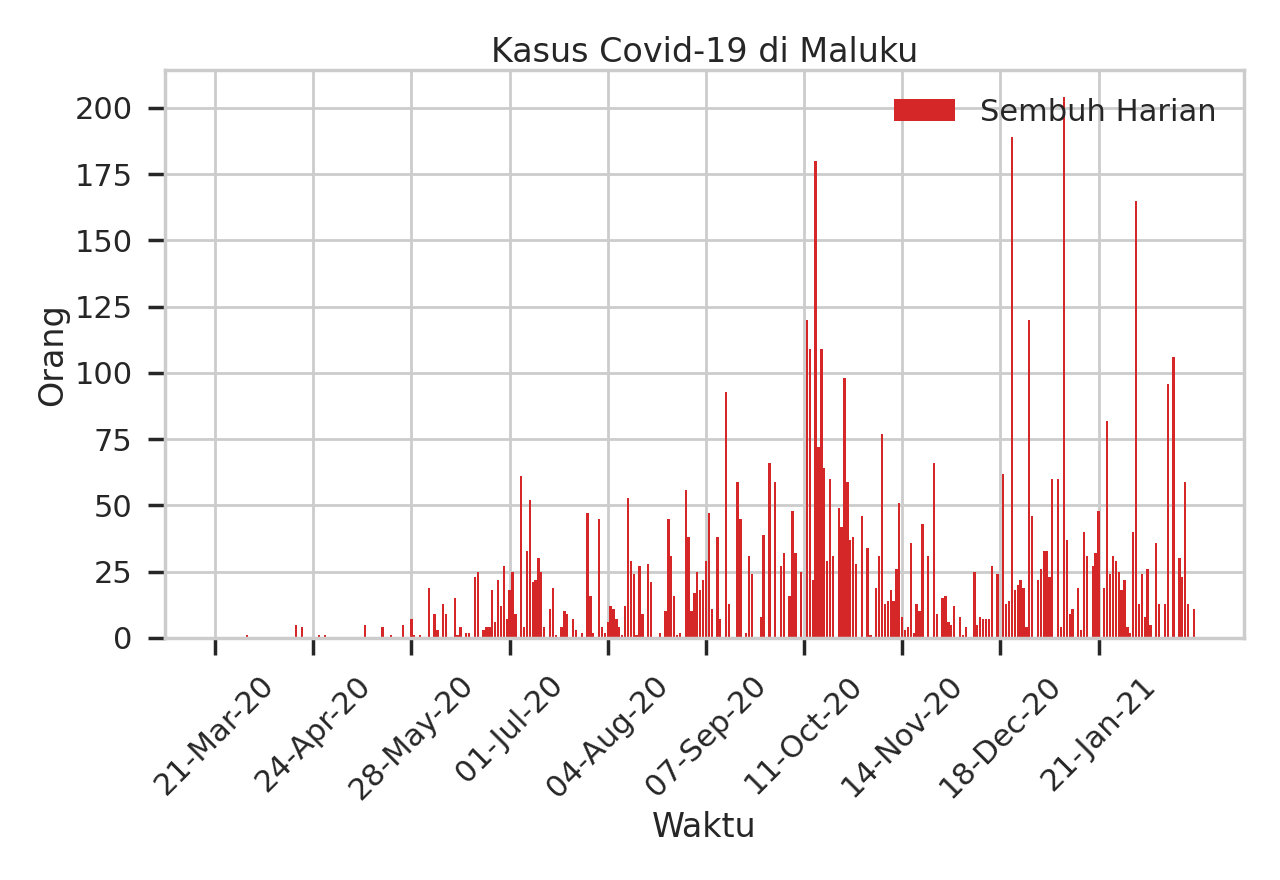 Kasus Covid-19 di Maluku
Sembuh Harian
Orang
200
175
150
125
100
75
50
25
0
21-Mar-20
24-Apr-20
28-May-20
01-Jul-20
04-Aug-20
07-Sep-20
11-Oct-20
14-Nov-20
18-Dec-20
21-Jan-21
Waktu